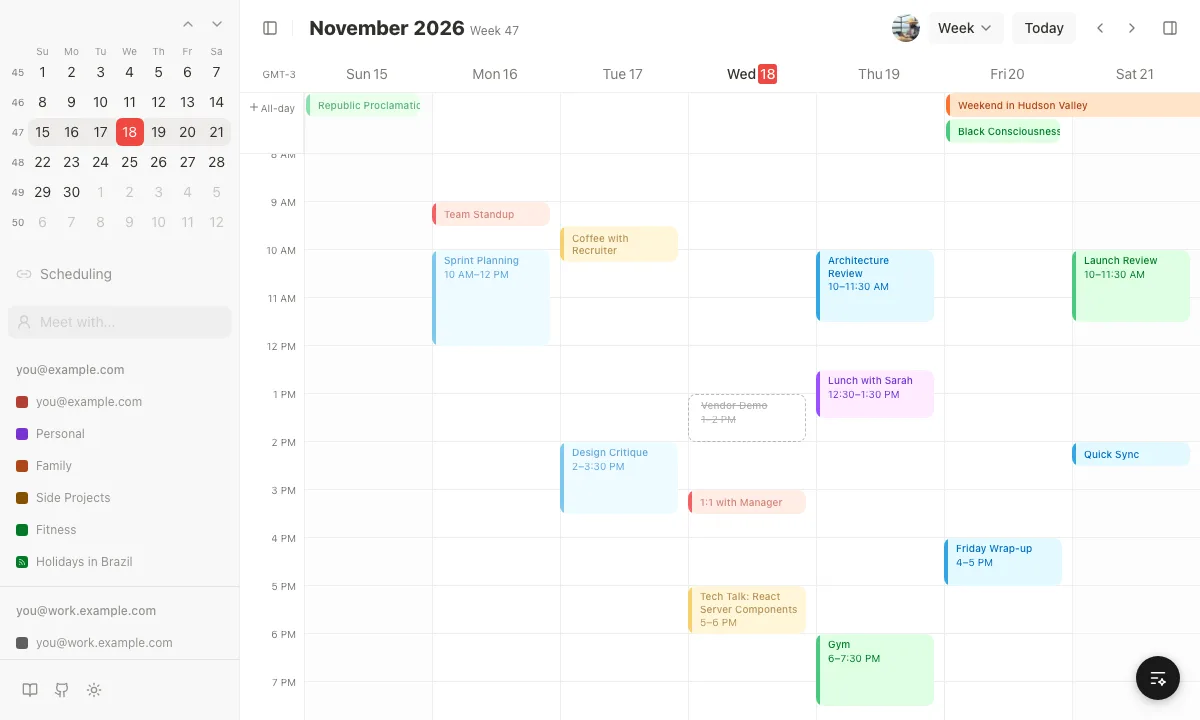 November 2026 Week 47
Week
Today
Su Mo Tu We Th Fr Sa
45 1 2 3 4 5 6 7
46 8 9 10 11 12 13 14
47 15 16 17 18 19 20 21
48 22 23 24 25 26 27 28
49 29 30 1 2 3 4 5
50 6 7 8 9 10 11 12
Scheduling
Meet with...
you@example.com
you@example.com
Personal
Family
Side Projects
Fitness
Holidays in Brazil
you@work.example.com
you@work.example.com
GMT-3 Sun 15 Mon 16 Tue 17 Wed 18 Thu 19 Fri 20 Sat 21
All-day
Republic Proclamatic
Weekend in Hudson Valley
Black Consciousness
8 AM
9 AM
10 AM
11 AM
12 PM
1 PM
2 PM
3 PM
4 PM
5 PM
6 PM
7 PM
Team Standup
Sprint Planning
10 AM–12 PM
Coffee with
Recruiter
Design Critique
2–3:30 PM
Vendor Demo
1–2 PM
1:1 with Manager
Tech Talk: React
Server Components
5–6 PM
Architecture
Review
10–11:30 AM
Lunch with Sarah
12:30–1:30 PM
Gym
6–7:30 PM
Friday Wrap-up
4–5 PM
Launch Review
10–11:30 AM
Quick Sync